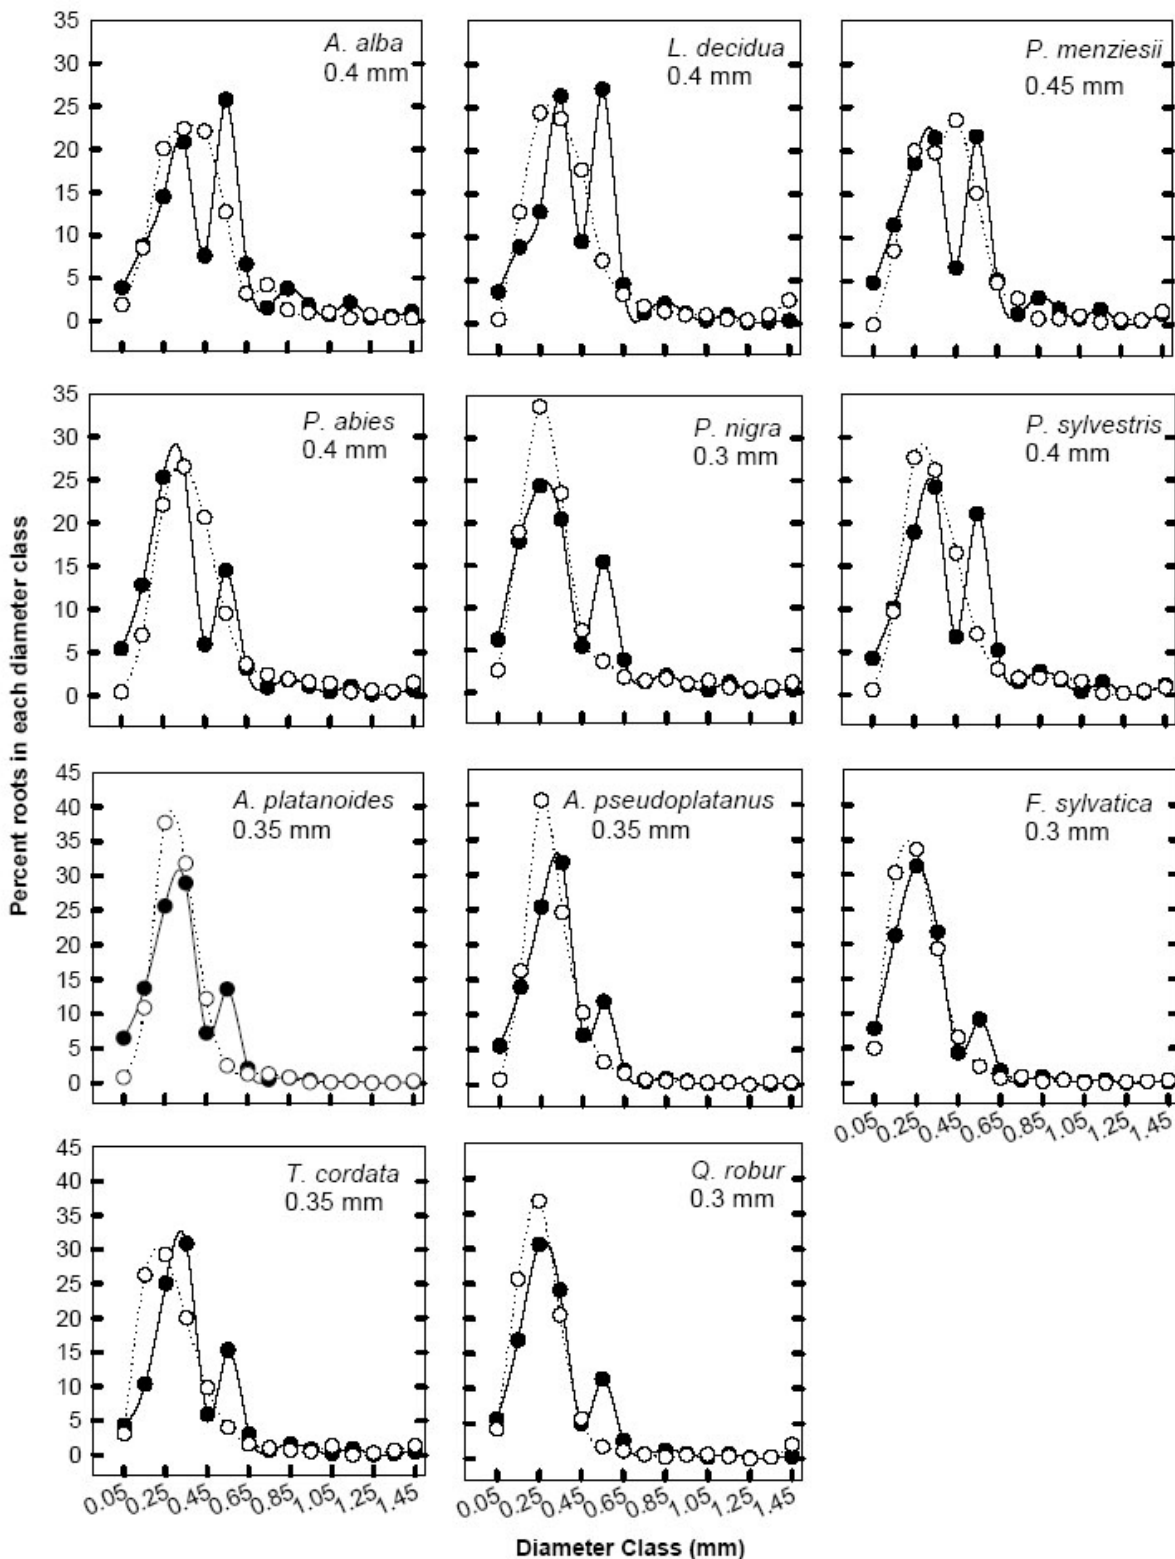 35
30
25
20
15
10
5
0
A. alba
0.4 mm
L. decidua
0.4 mm
P. menziesii
0.45 mm
35
30
25
20
15
10
5
0
P. abies
0.4 mm
P. nigra
0.3 mm
P. sylvestris
0.4 mm
Percent roots in each diameter class
45
40
35
30
25
20
15
10
5
0
A. platanoides
0.35 mm
A. pseudoplatanus
0.35 mm
F. sylvatica
0.3 mm
0.05 0.25 0.45 0.65 0.85 1.05 1.25 1.45
45
40
35
30
25
20
15
10
5
0
T. cordata
0.35 mm
Q. robur
0.3 mm
0.05 0.25 0.45 0.65 0.85 1.05 1.25 1.45
0.05 0.25 0.45 0.65 0.85 1.05 1.25 1.45
Diameter Class (mm)